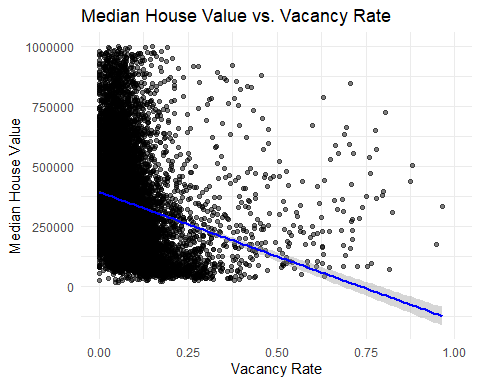 Median House Value vs. Vacancy Rate
1000000
750000
500000
250000
0
Median House Value
0.00 0.25 0.50 0.75 1.00
Vacancy Rate